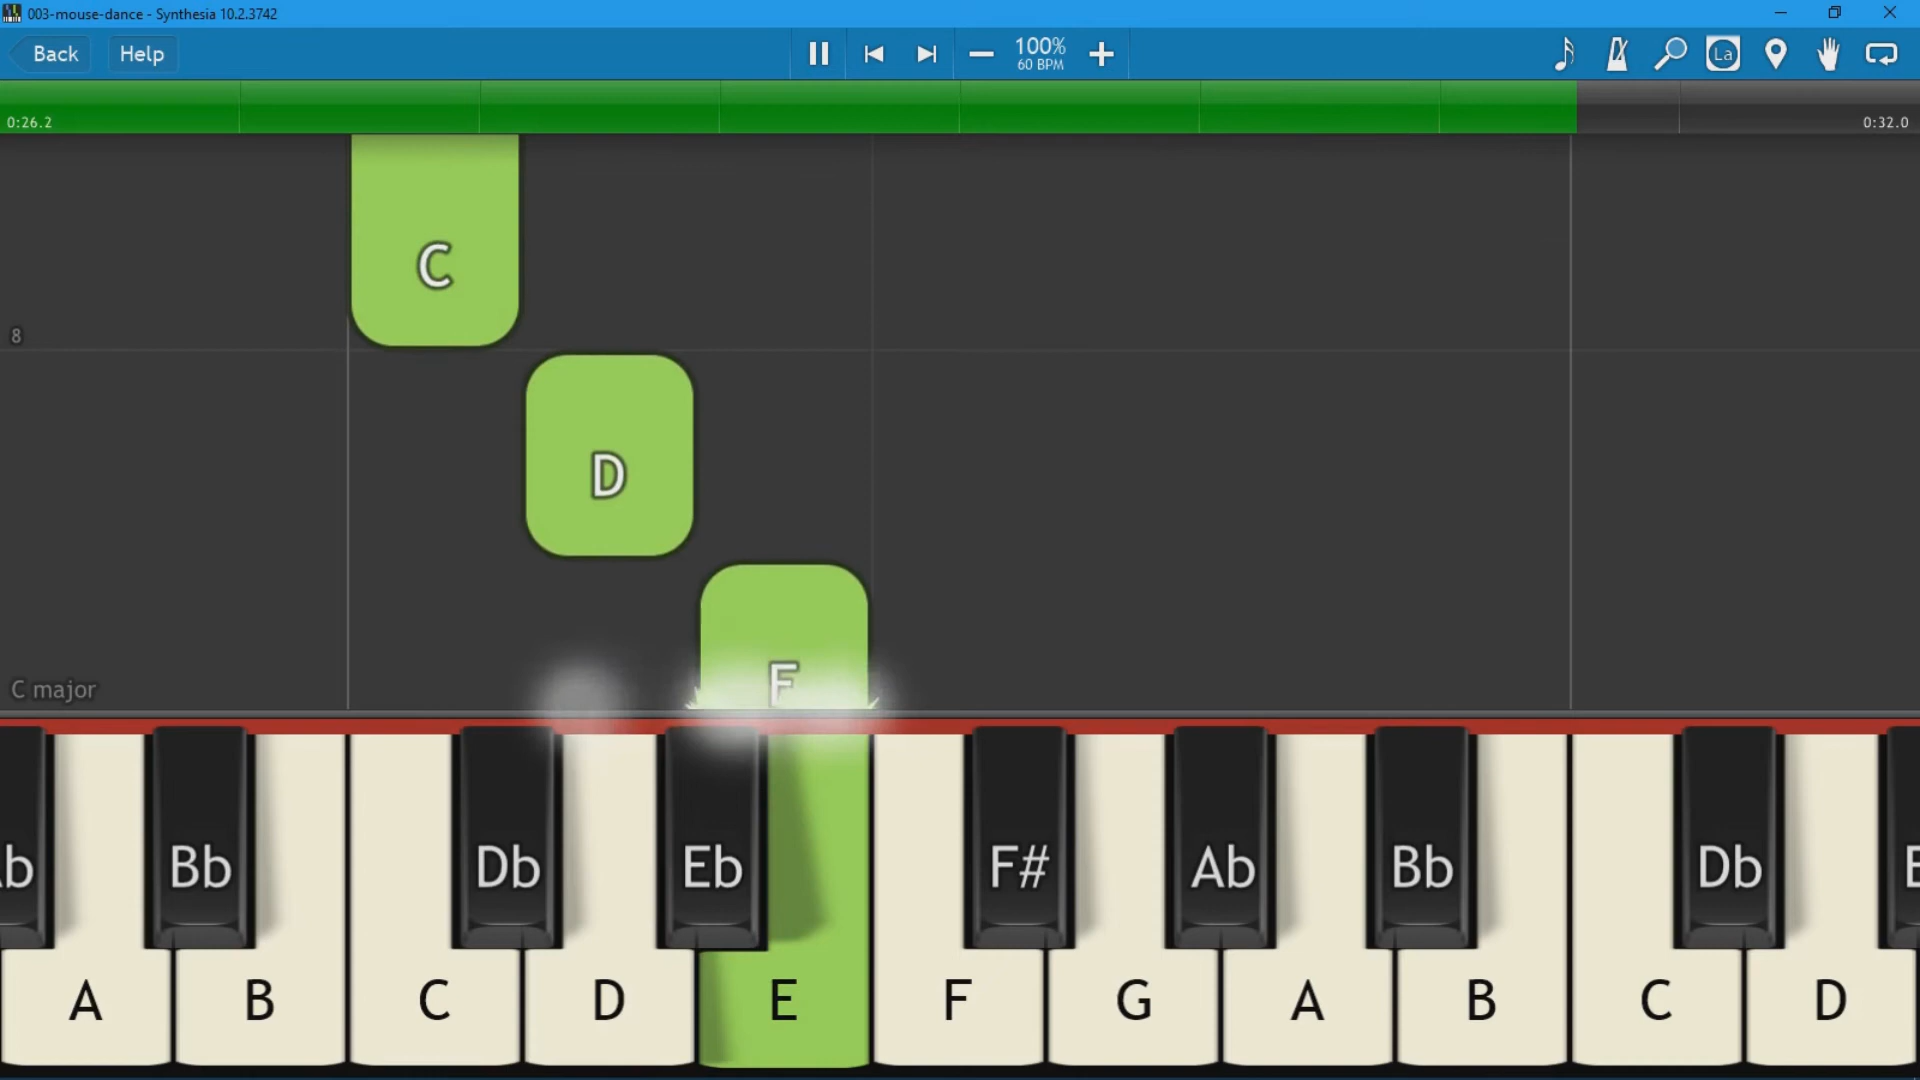 003-mouse-dance - Synthesia 10.2.3742
Back
Help
100%
60 BPM
La
0:26.2
0:32.0
C
8
D
C major
Bb
Db
Eb
F#
Ab
Bb
Db
A
B
C
D
E
F
G
A
B
C
D